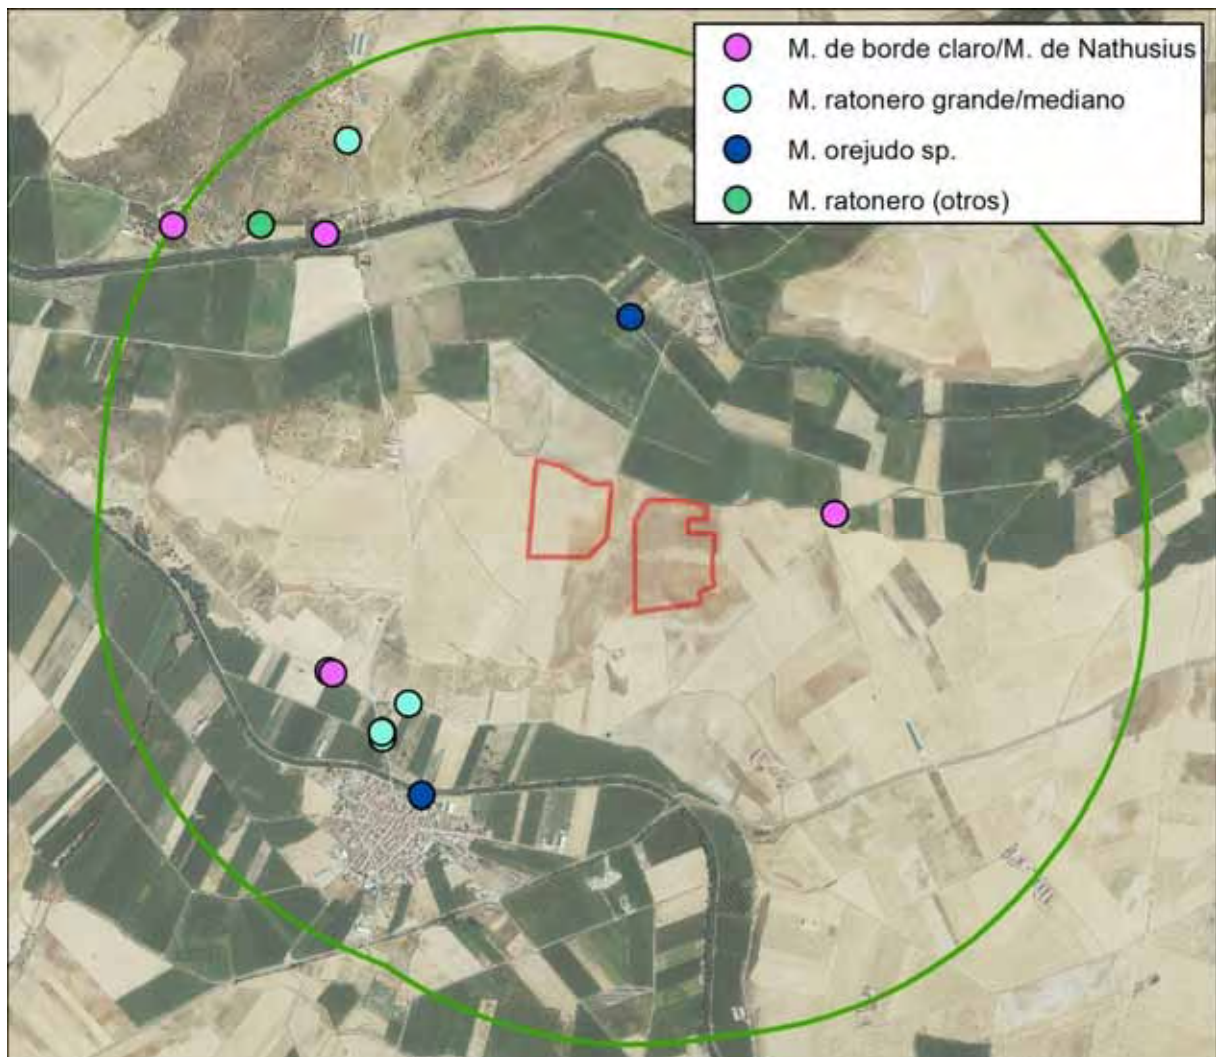 M. de borde claro/M. de Nathusius
M. ratonero grande/mediano
M. orejudo sp.
M. ratonero (otros)